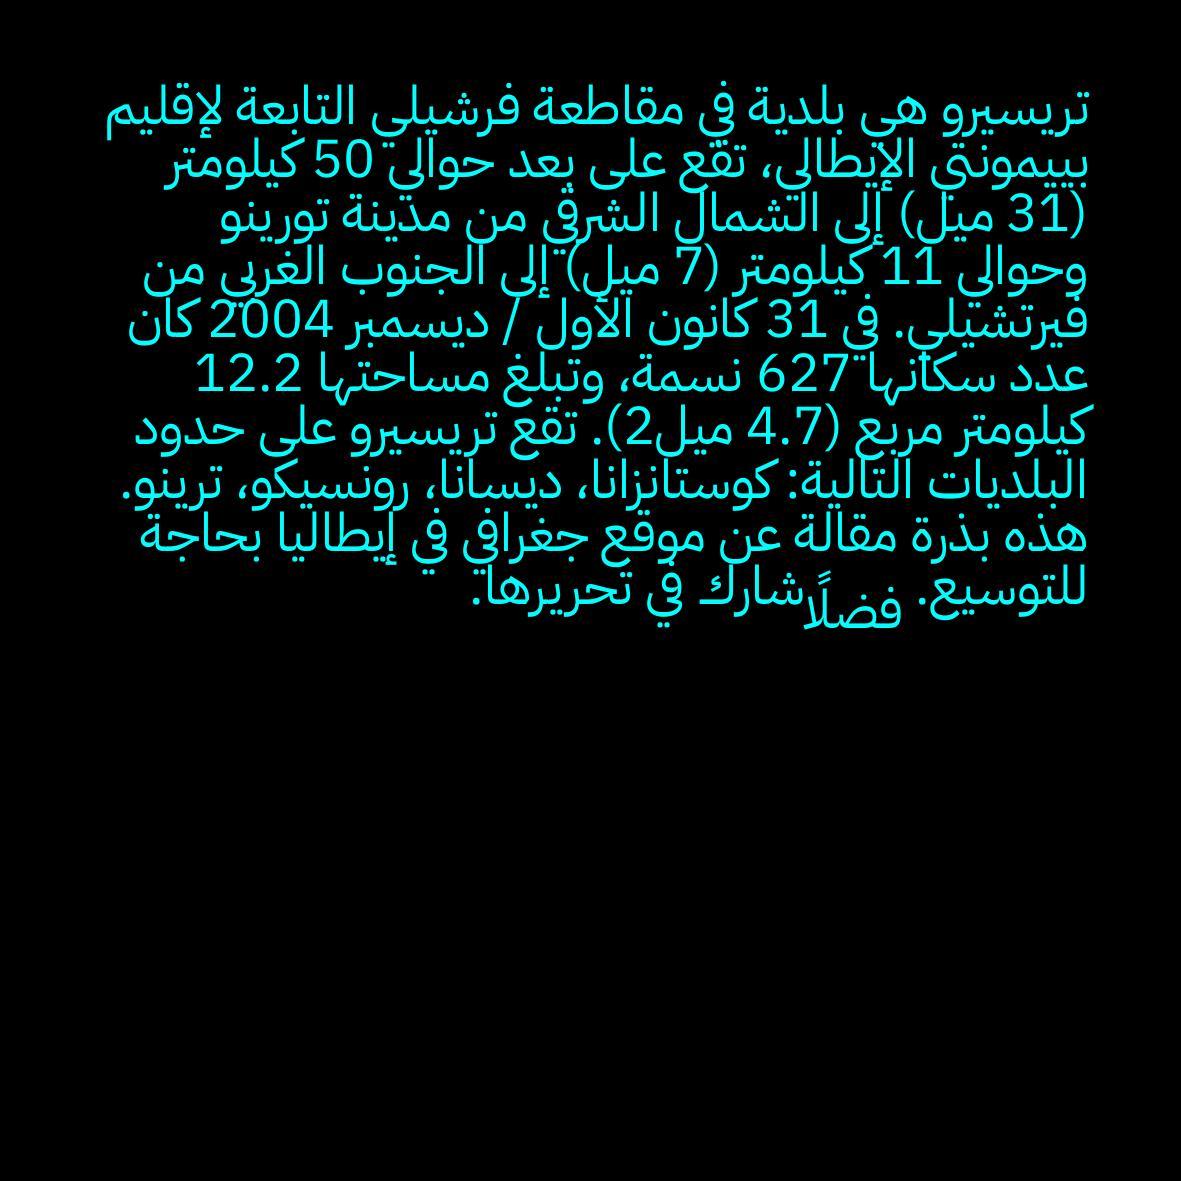 تريسيرو هي بلدية في مقاطعة فرشيلي التابعة لإقليم
بييمونتي الإيطالي، تقع على بعد حوالي 50 كيلومتر
(31 ميل) إلى الشمال الشرقي من مدينة تورينو
وحوالي 11 كيلومتر (7 ميل) إلى الجنوب الغربي من
فيرتشيلي. في 31 كانون الأول / ديسمبر 2004 كان
عدد سكانها 627 نسمة، وتبلغ مساحتها 12.2
كيلومتر مربع (4.7 ميل2). تقع تريسيرو على حدود
البلديات التالية: كوستانزانا، ديسانا، رونسيكو، ترينو.
هذه بذرة مقالة عن موقع جغرافي في إيطاليا بحاجة
للتوسيع. فضلًا شارك في تحريرها.